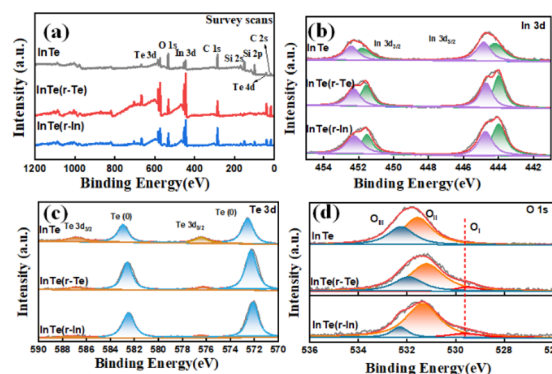 (a)
Survey scans
InTe
Te 3d
O 1s
In 3d
C 1s
Si 2s
Si 2p
C 2s
Te 4d
InTe(r-Te)
InTe(r-In)
1200 1000 800 600 400 200 0
Binding Energy(eV)
Intensity (a.u.)
(b)
In 3d
In 3d3/2
In 3d5/2
InTe
InTe(r-Te)
InTe(r-In)
454 452 450 448 446 444 442
Binding Energy(eV)
Intensity (a.u.)
(c)
Te 3d
Te 3d3/2
Te (0)
Te 3d5/2
Te (0)
InTe
InTe(r-Te)
InTe(r-In)
590 588 586 584 582 580 578 576 574 572 570
Binding Energy(eV)
Intensity (a.u.)
(d)
O 1s
OIII
OII
OI
InTe
InTe(r-Te)
InTe(r-In)
536 534 532 530 528
Binding Energy(eV)
Intensity (a.u.)